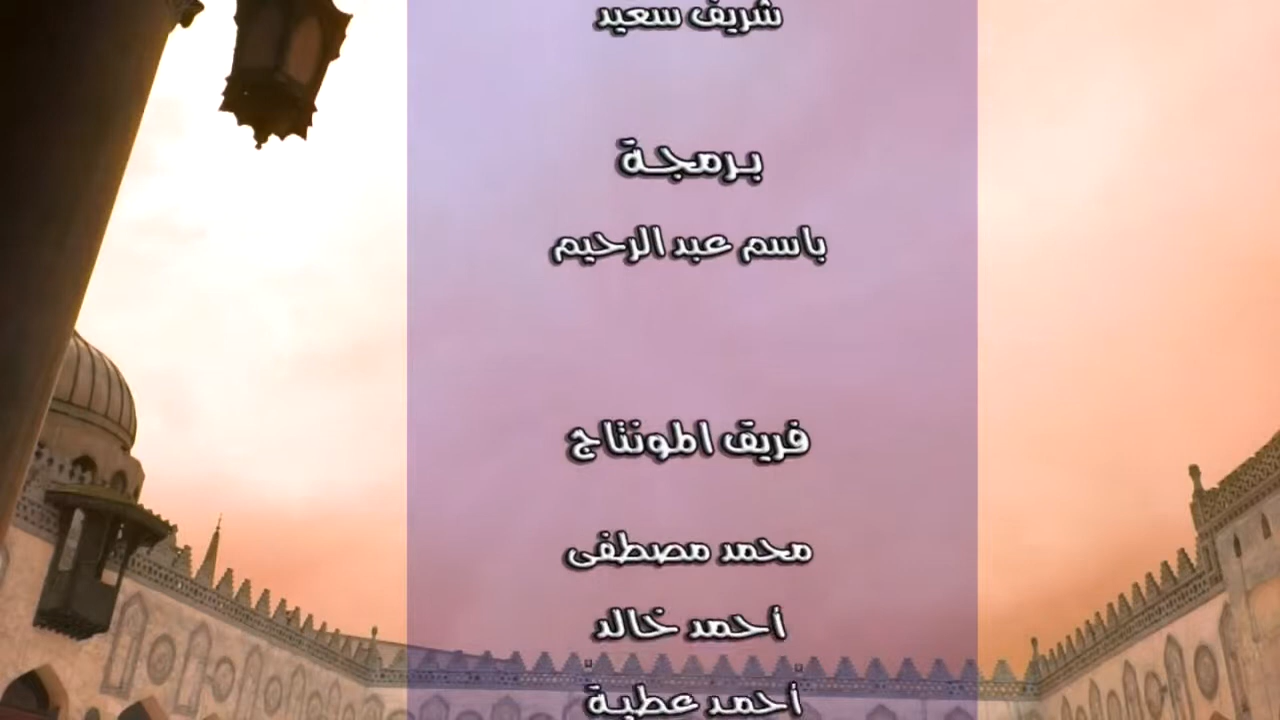 شريف سعيد
برمجة
باسم عبد الرحيم
فريق المونتاج
محمد مصطفى
أحمد خالد
أحمد عطية